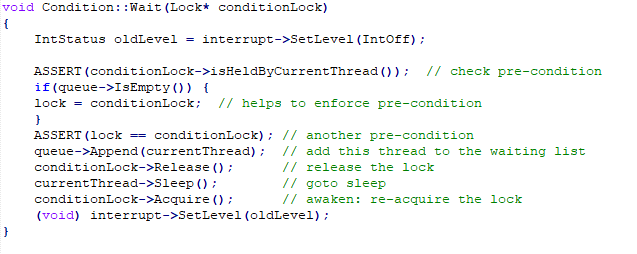 void Condition::Wait(Lock* conditionLock)
{
    IntStatus oldLevel = interrupt->SetLevel(IntOff);

    ASSERT(conditionLock->isHeldByCurrentThread());  // check pre-condition
    if(queue->IsEmpty()) {
    lock = conditionLock;  // helps to enforce pre-condition
    }
    ASSERT(lock == conditionLock); // another pre-condition
    queue->Append(currentThread);  // add this thread to the waiting list
    conditionLock->Release();      // release the lock
    currentThread->Sleep();        // goto sleep
    conditionLock->Acquire();      // awaken: re-acquire the lock
    (void) interrupt->SetLevel(oldLevel);
}